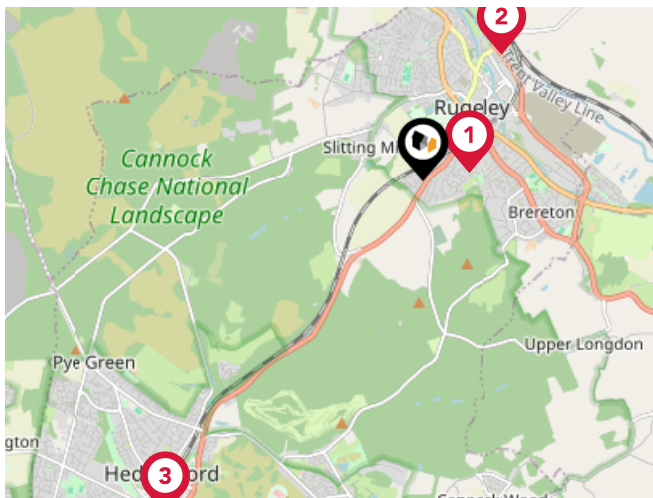 2
Trent Valley Line
Rugeley
1
Slitting M
Cannock
Chase National
Landscape
Brereton
Upper Longdon
Pye Green
gton
Hed
ford
3